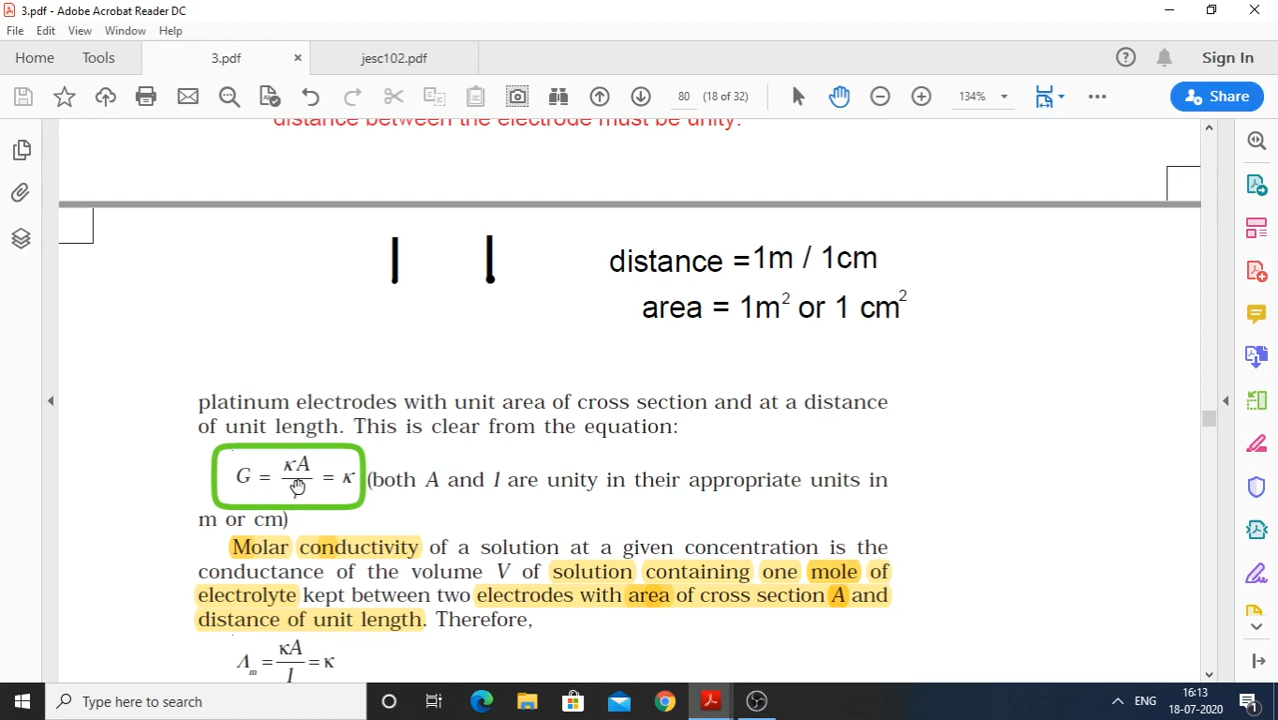 3.pdf - Adobe Acrobat Reader DC
File Edit View Window Help
Home Tools 3.pdf × jesc102.pdf Sign In
80 (18 of 32) 134% Share
distance between the electrode must be unity.
distance = 1m / 1cm
area = 1m² or 1 cm²
platinum electrodes with unit area of cross section and at a distance
of unit length. This is clear from the equation:
G = κA = κ (both A and l are unity in their appropriate units in
m or cm)
Molar conductivity of a solution at a given concentration is the
conductance of the volume V of solution containing one mole of
electrolyte kept between two electrodes with area of cross section A and
distance of unit length. Therefore,
Λm = κA/l = κ
Type here to search
ENG
16:13
18-07-2020
1